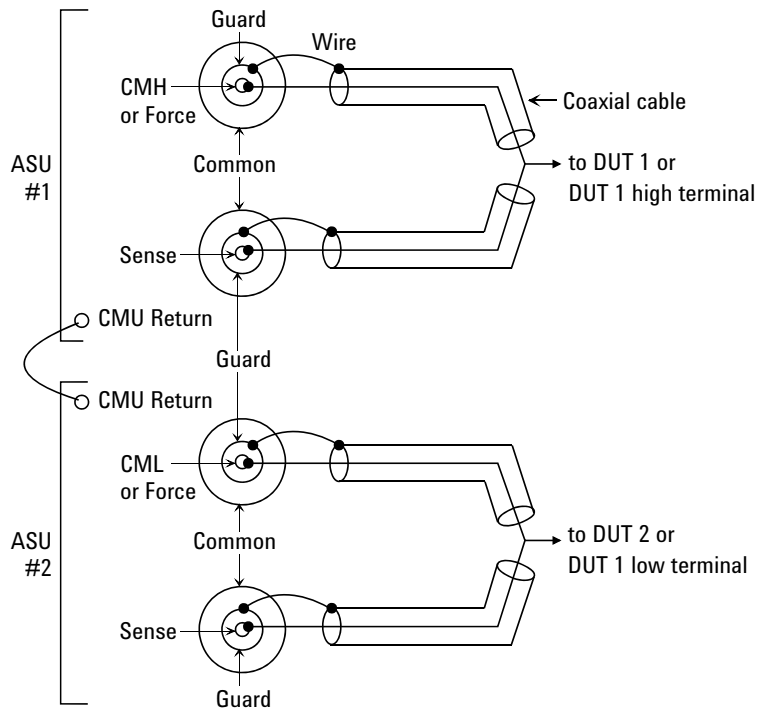 Guard
Wire
CMH
or Force
Coaxial cable
ASU
#1
Common
to DUT 1 or
DUT 1 high terminal
Sense
CMU Return
Guard
CMU Return
CML
or Force
ASU
#2
Common
to DUT 2 or
DUT 1 low terminal
Sense
Guard